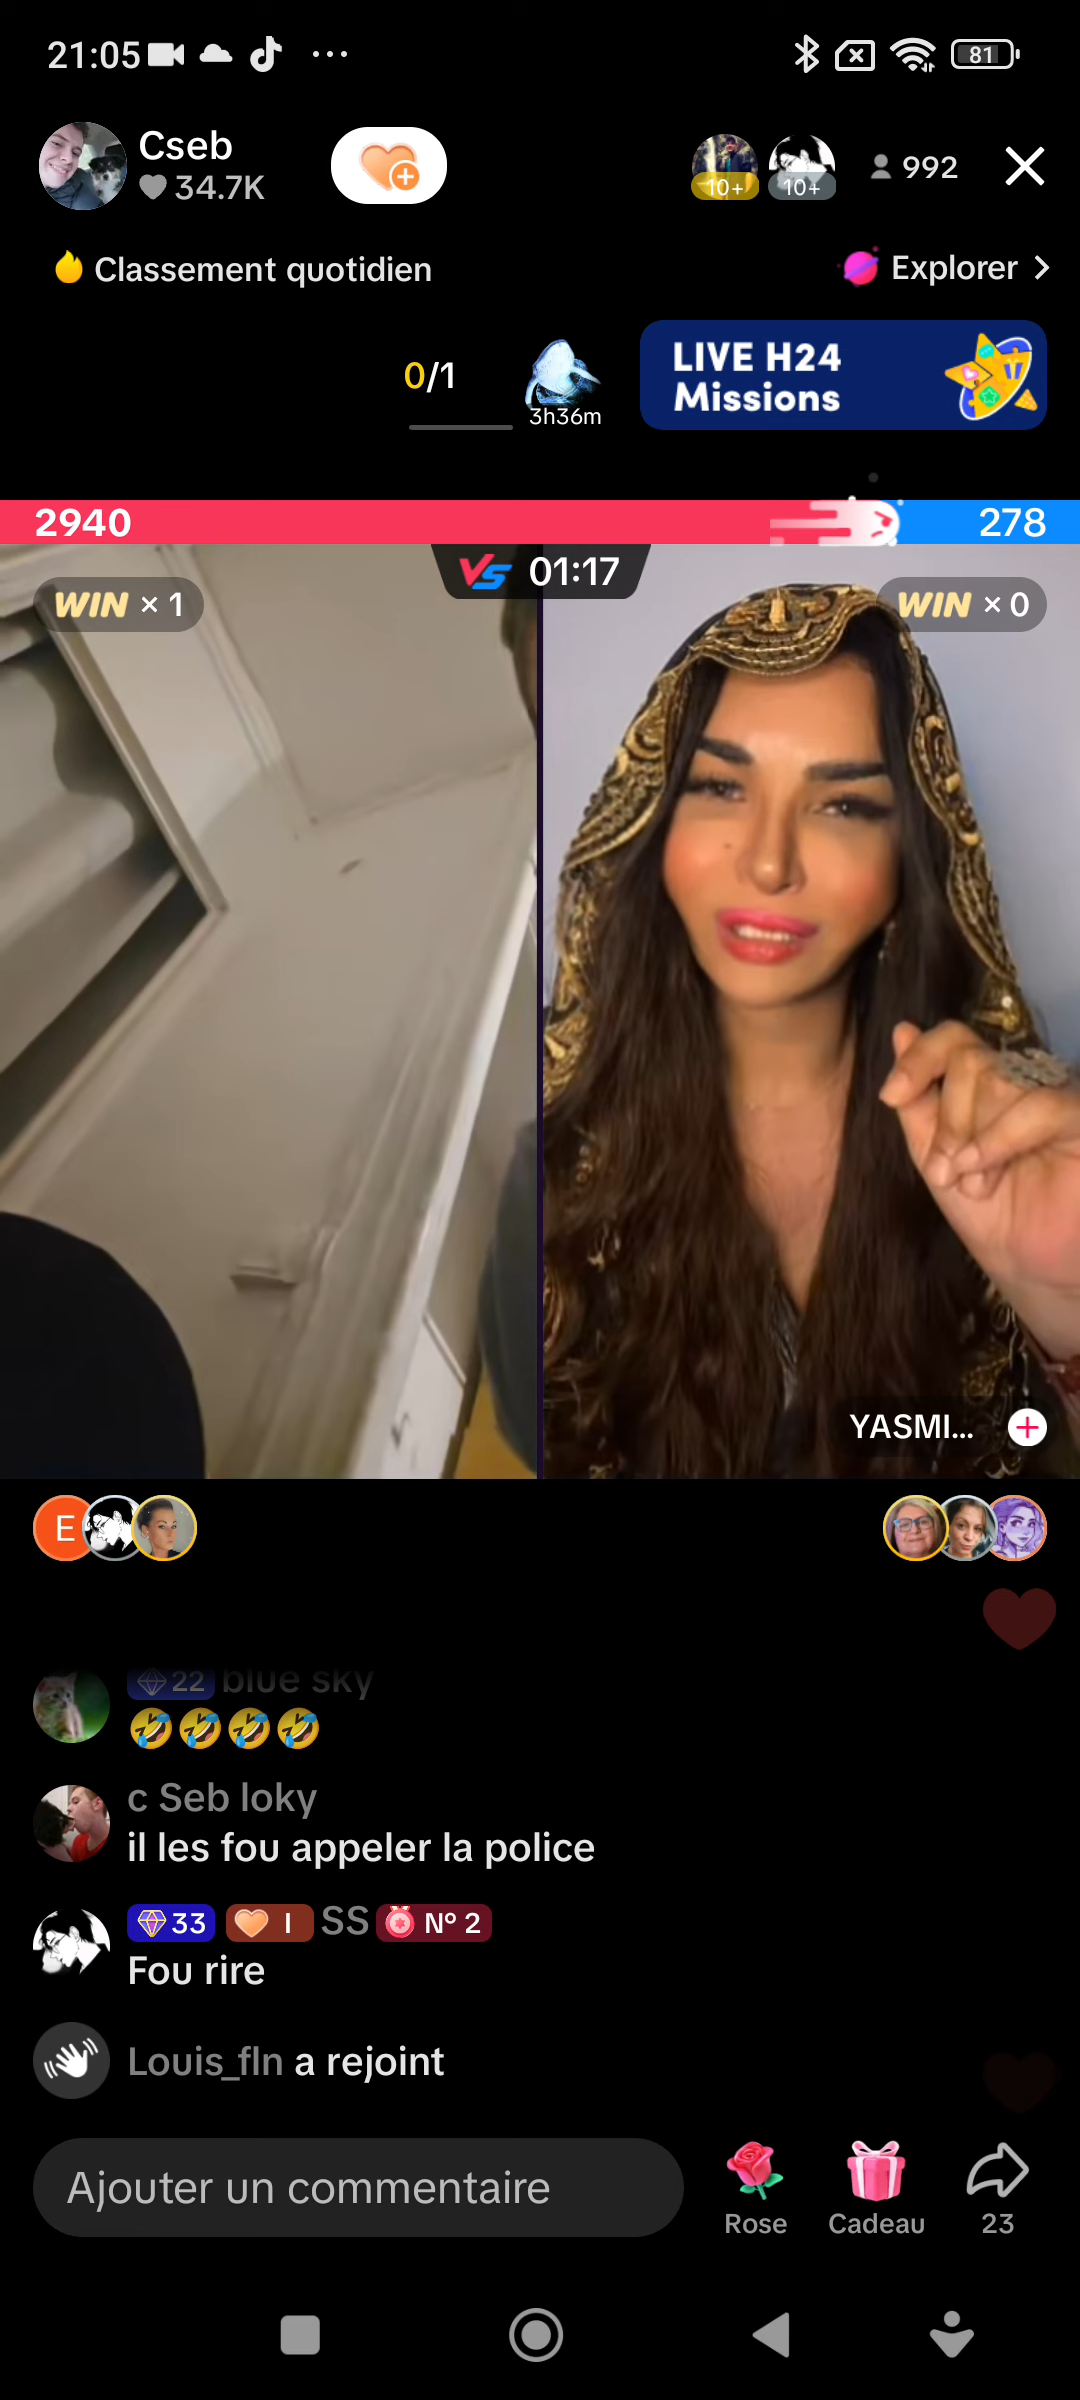 21:05
81
Cseb
34.7K
10+
10+
992
Classement quotidien
Explorer
0/1
3h36m
LIVE H24
Missions
2940
278
VS 01:17
WIN × 1
WIN × 0
YASMI...
E
22 blue sky
🤣🤣🤣🤣
c Seb loky
il les fou appeler la police
33 I SS Nº 2
Fou rire
Louis_fln a rejoint
Ajouter un commentaire
Rose
Cadeau
23